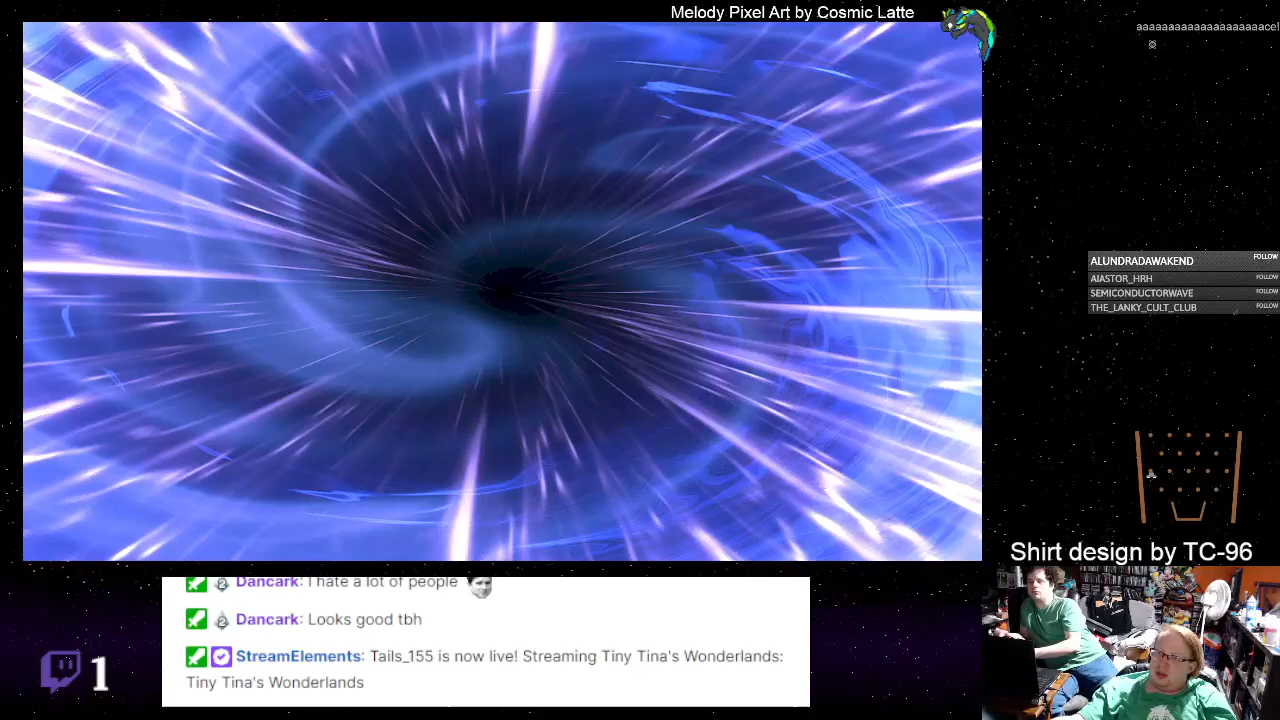 Melody Pixel Art by Cosmic Latte
aaaaaaaaaaaaaaaaaaaace!
ALUNDRADAWAKEND FOLLOW
AIASTOR_HRH FOLLOW
SEMICONDUCTORWAVE FOLLOW
THE_LANKY_CULT_CLUB FOLLOW
Shirt design by TC-96
2 Dancark: I hate a lot of people
2 Dancark: Looks good tbh
StreamElements: Tails_155 is now live! Streaming Tiny Tina's Wonderlands:
Tiny Tina's Wonderlands
1